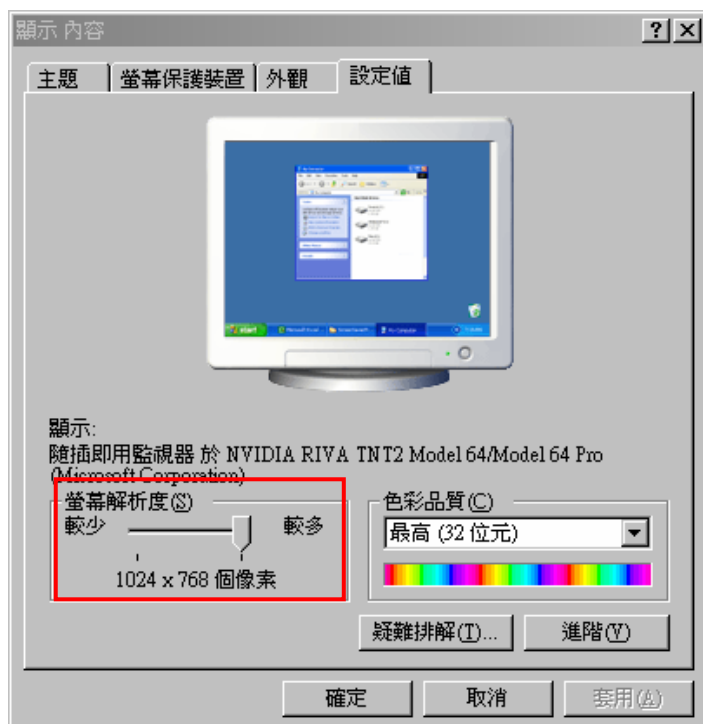 顯示 內容
主題 螢幕保護裝置 外觀 設定值
start
顯示:
隨插即用監視器 於 NVIDIA RIVA TNT2 Model 64/Model 64 Pro
(Microsoft Corporation)
螢幕解析度(S)
較少 較多
1024 x 768 個像素
色彩品質(C)
最高 (32 位元)
疑難排解(T)... 進階(V)
確定 取消 套用(A)